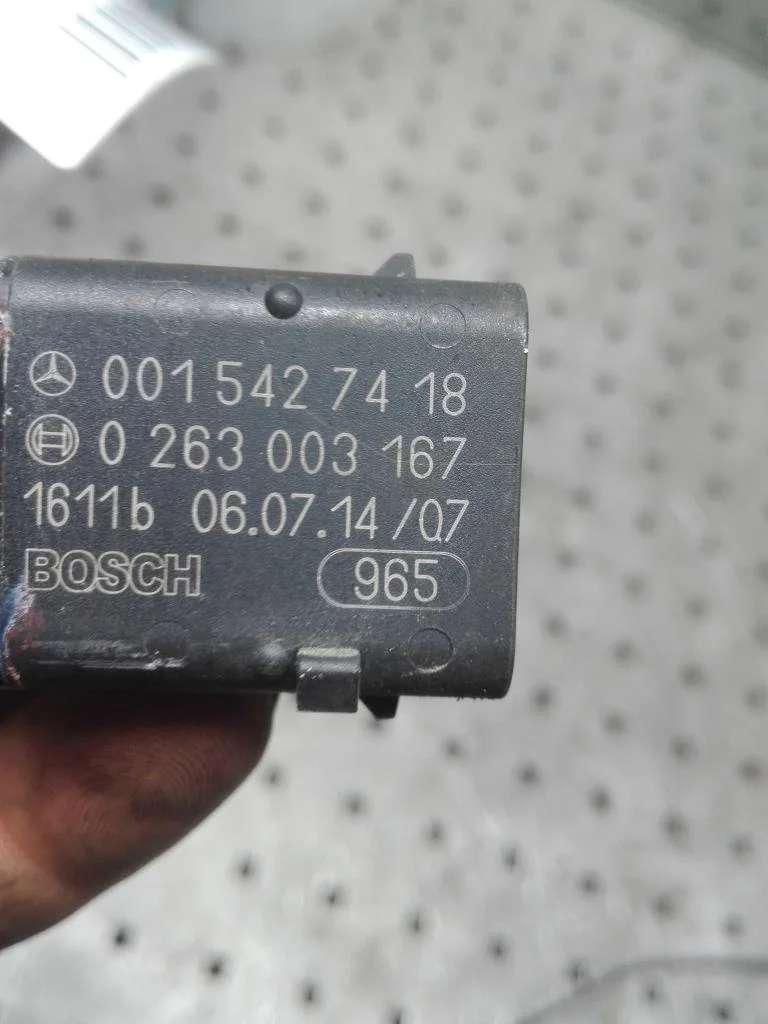 001 542 74 18
0 263 003 167
1611b 06.07.14/07
BOSCH 965